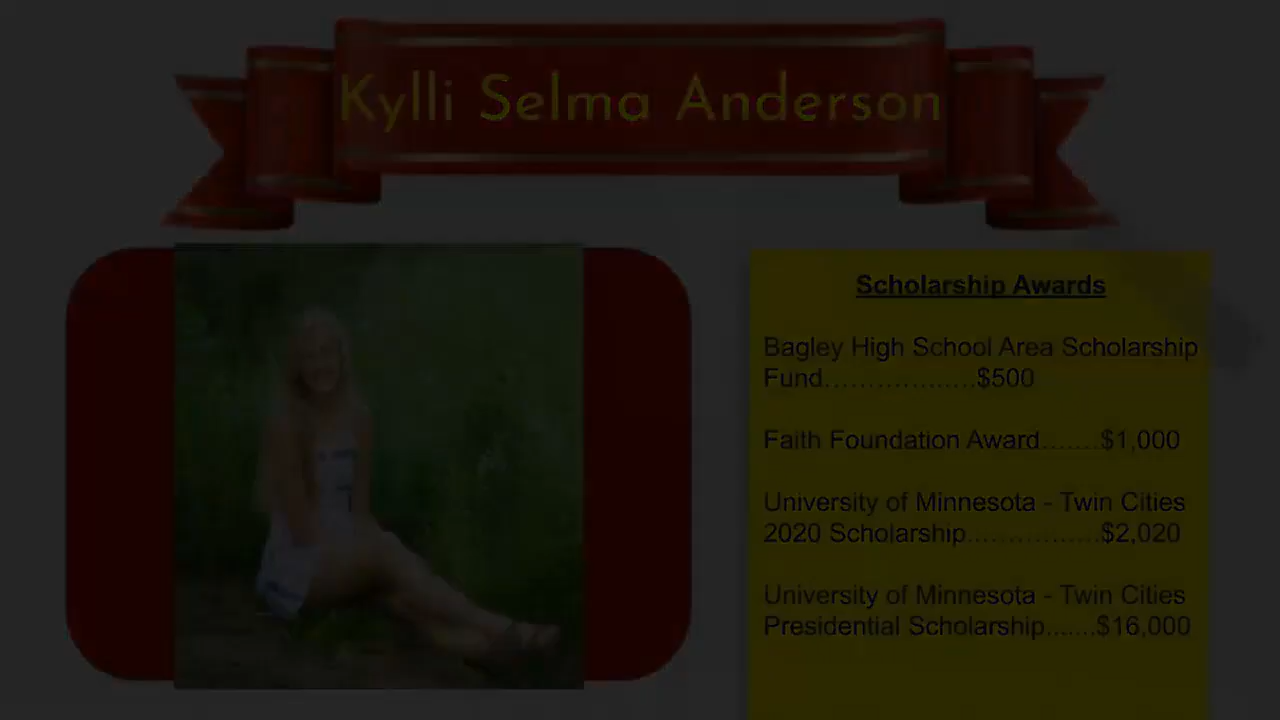 Kylli Selma Anderson
Scholarship Awards
Bagley High School Area Scholarship
Fund……………..…$500
Faith Foundation Award…….$1,000
University of Minnesota - Twin Cities
2020 Scholarship……………$2,020
University of Minnesota - Twin Cities
Presidential Scholarship…....$16,000